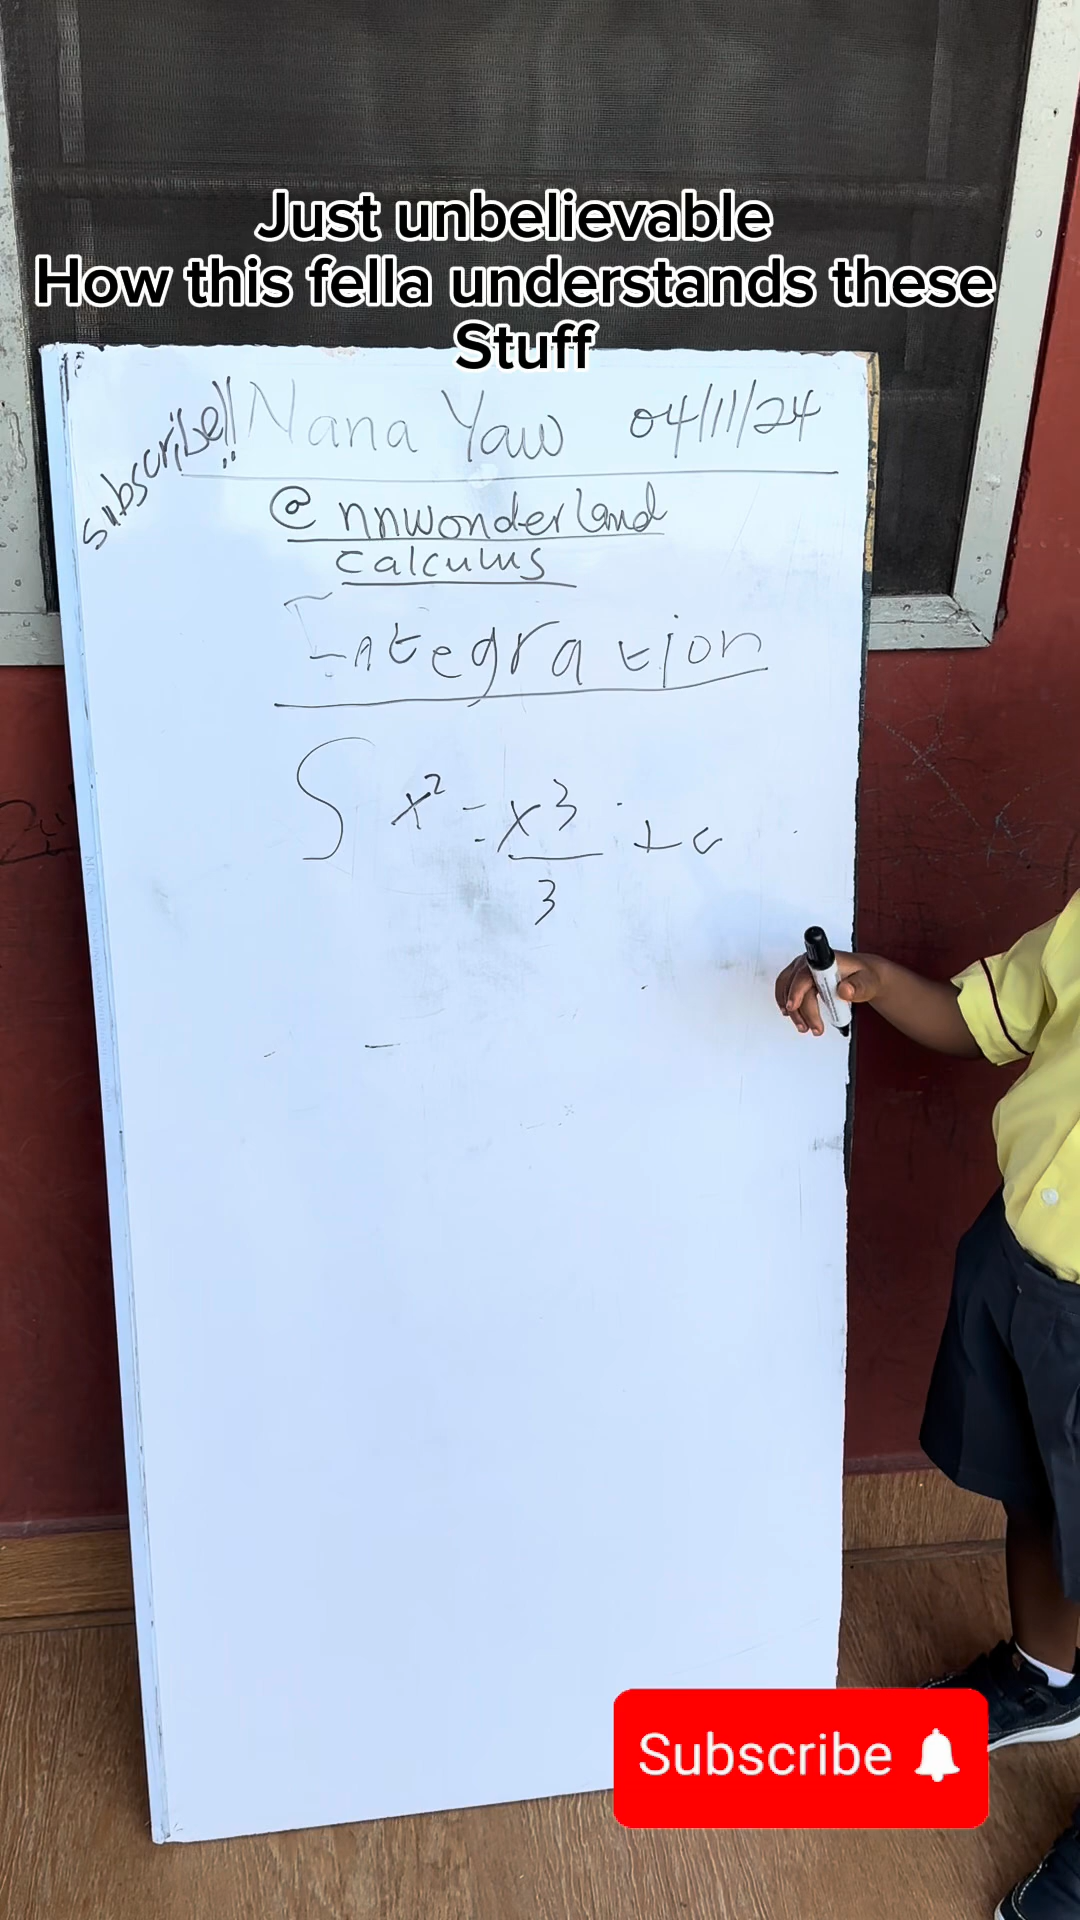 Just unbelievable
How this fella understands these
Stuff
subscribe!!
Nana Yaw 04/11/24
@nnwonderland
calculus
Integration
∫ x² = x³/3 + c
Subscribe